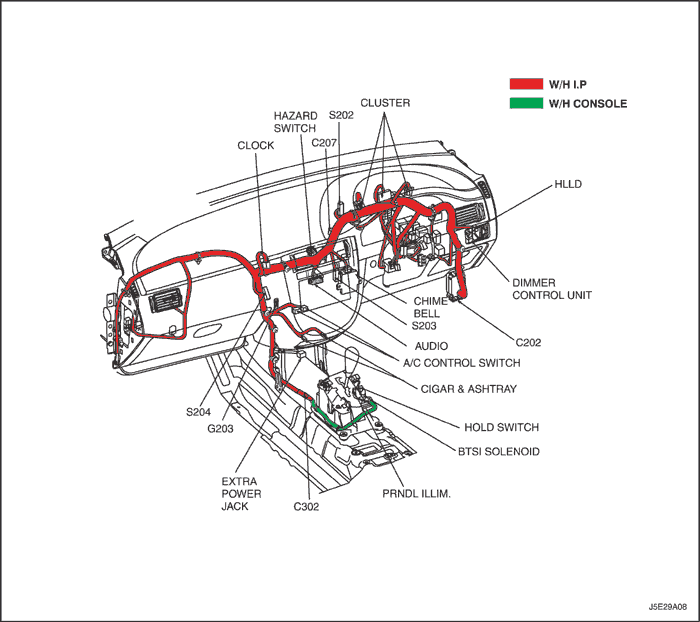 W/H I.P
W/H CONSOLE
CLUSTER
S202
HAZARD
SWITCH
C207
CLOCK
HLLD
DIMMER
CONTROL UNIT
CHIME
BELL
S203
C202
AUDIO
A/C CONTROL SWITCH
CIGAR & ASHTRAY
S204
G203
HOLD SWITCH
BTSI SOLENOID
EXTRA
POWER
JACK
C302
PRNDL ILLIM.
J5E29A08